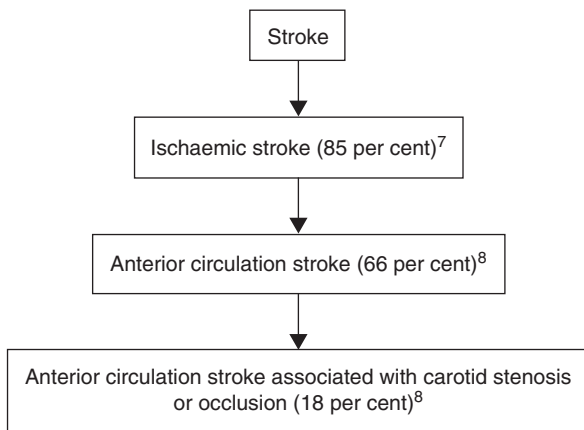 Stroke
Ischaemic stroke (85 per cent)⁷
Anterior circulation stroke (66 per cent)⁸
Anterior circulation stroke associated with carotid stenosis
or occlusion (18 per cent)⁸